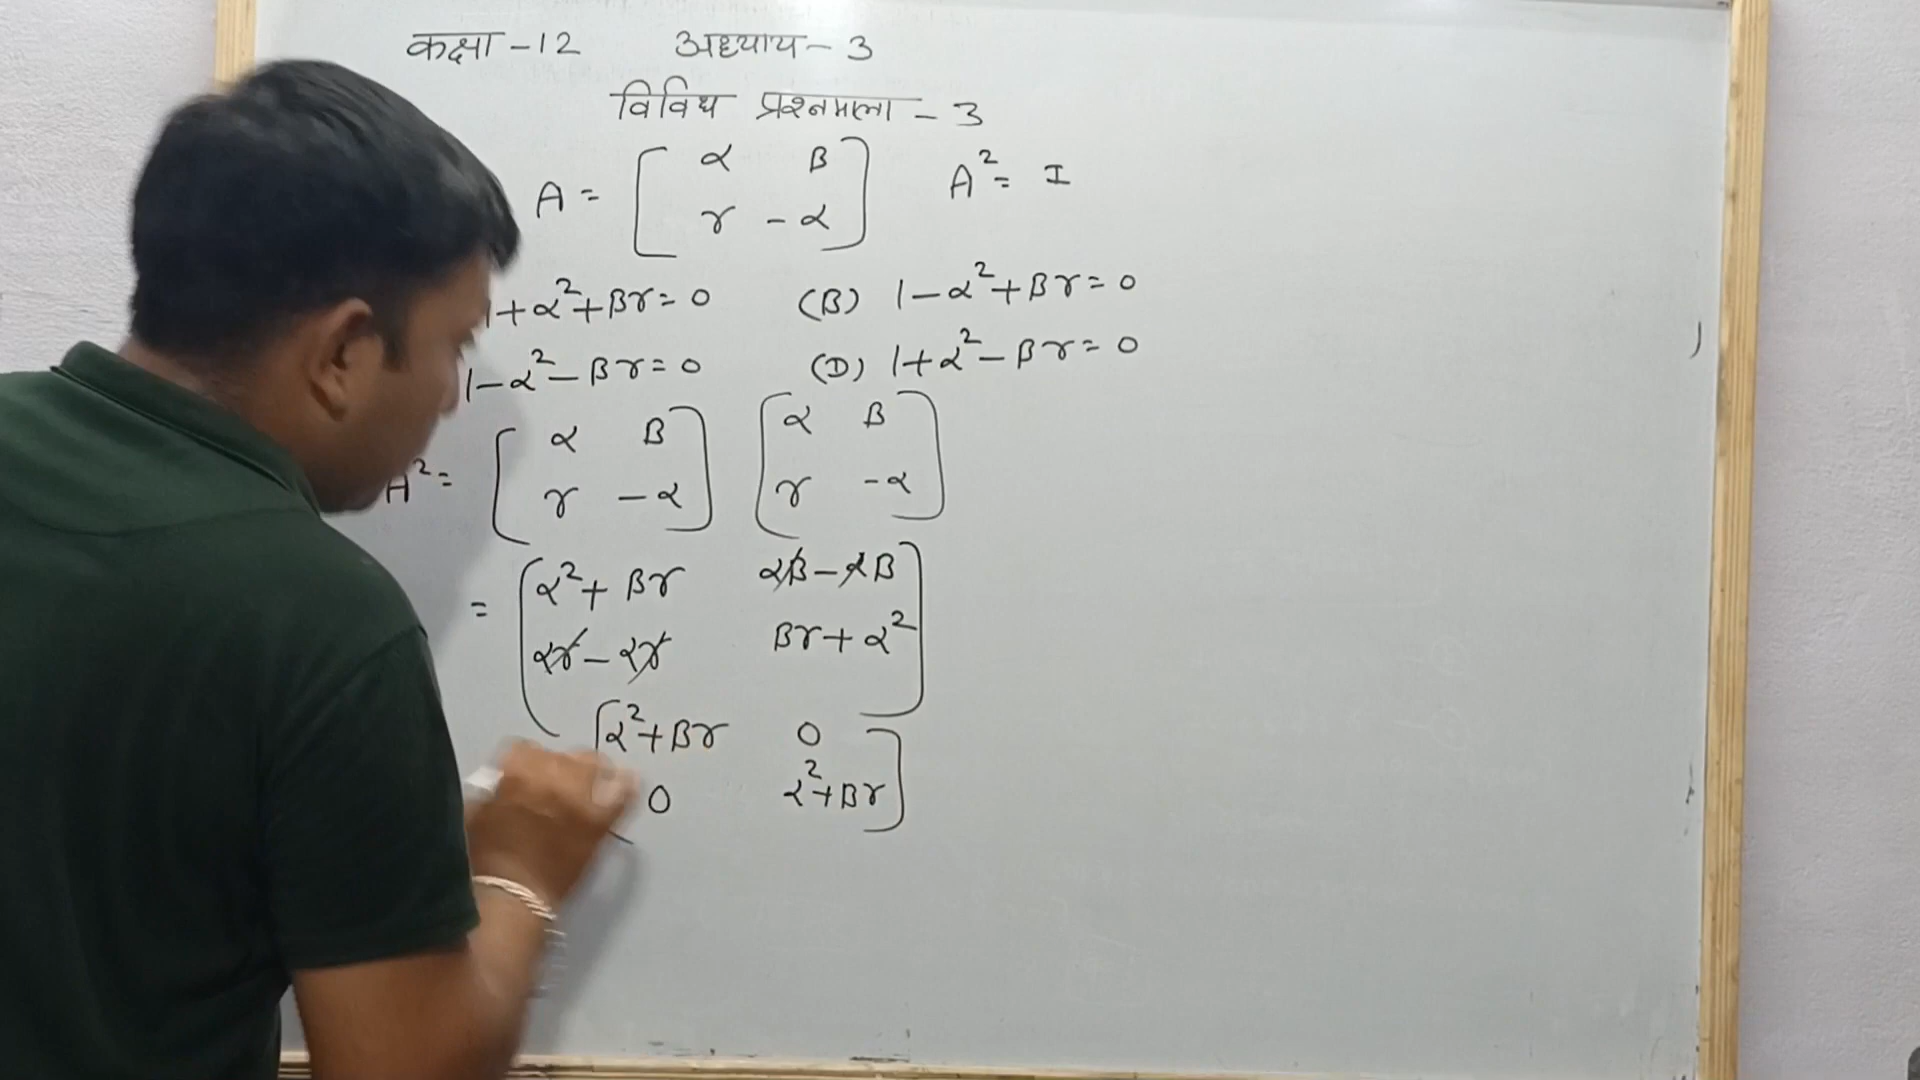 कक्षा -12 अध्याय - 3
विविध प्रश्नमाला - 3
A = [ α β
γ -α ] A² = I
1+α²+βγ=0 (B) 1-α²+βγ=0
1-α²-βγ=0 (D) 1+α²-βγ=0
A² = [ α β
γ -α ] [ α β
γ -α ]
= [ α²+βγ αβ-αβ
αγ-αγ βγ+α² ]
[ α²+βγ 0
0 α²+βγ ]